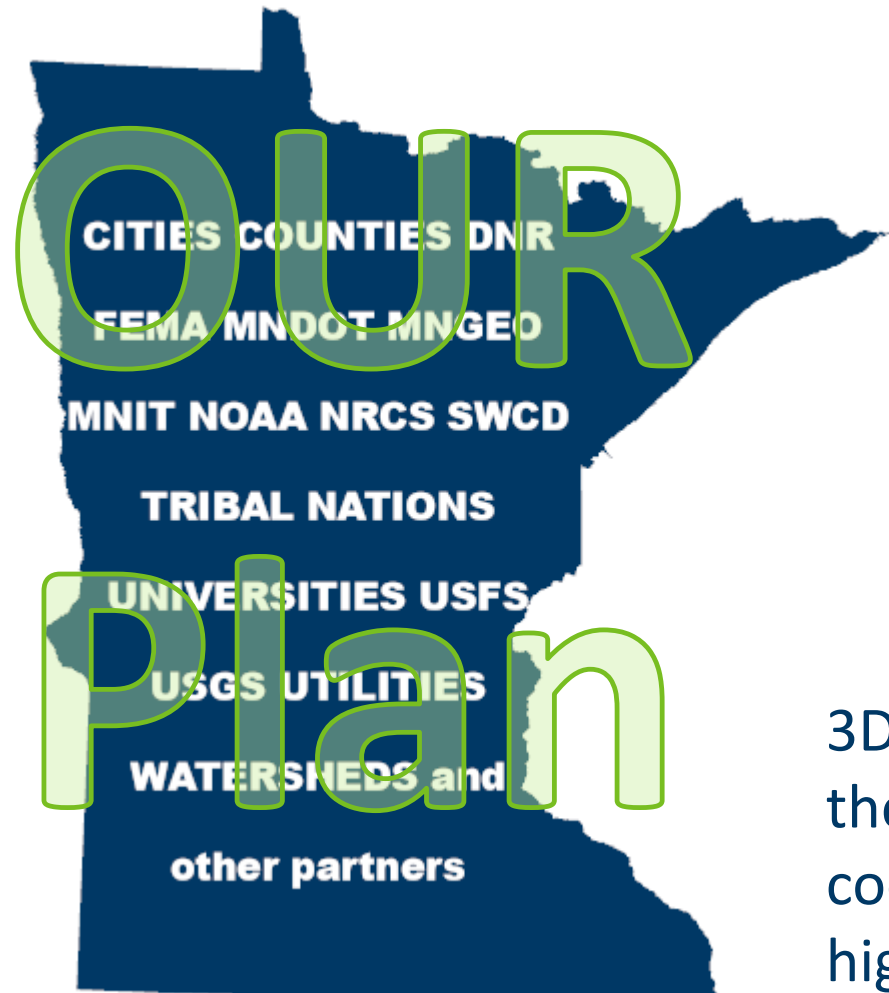 OUR
CITIES COUNTIES DNR
FEMA MNDOT MNGEO
MNIT NOAA NRCS SWCD
TRIBAL NATIONS
Plan
UNIVERSITIES USFS
USGS UTILITIES
WATERSHEDS and
other partners
3D
the
co
hig